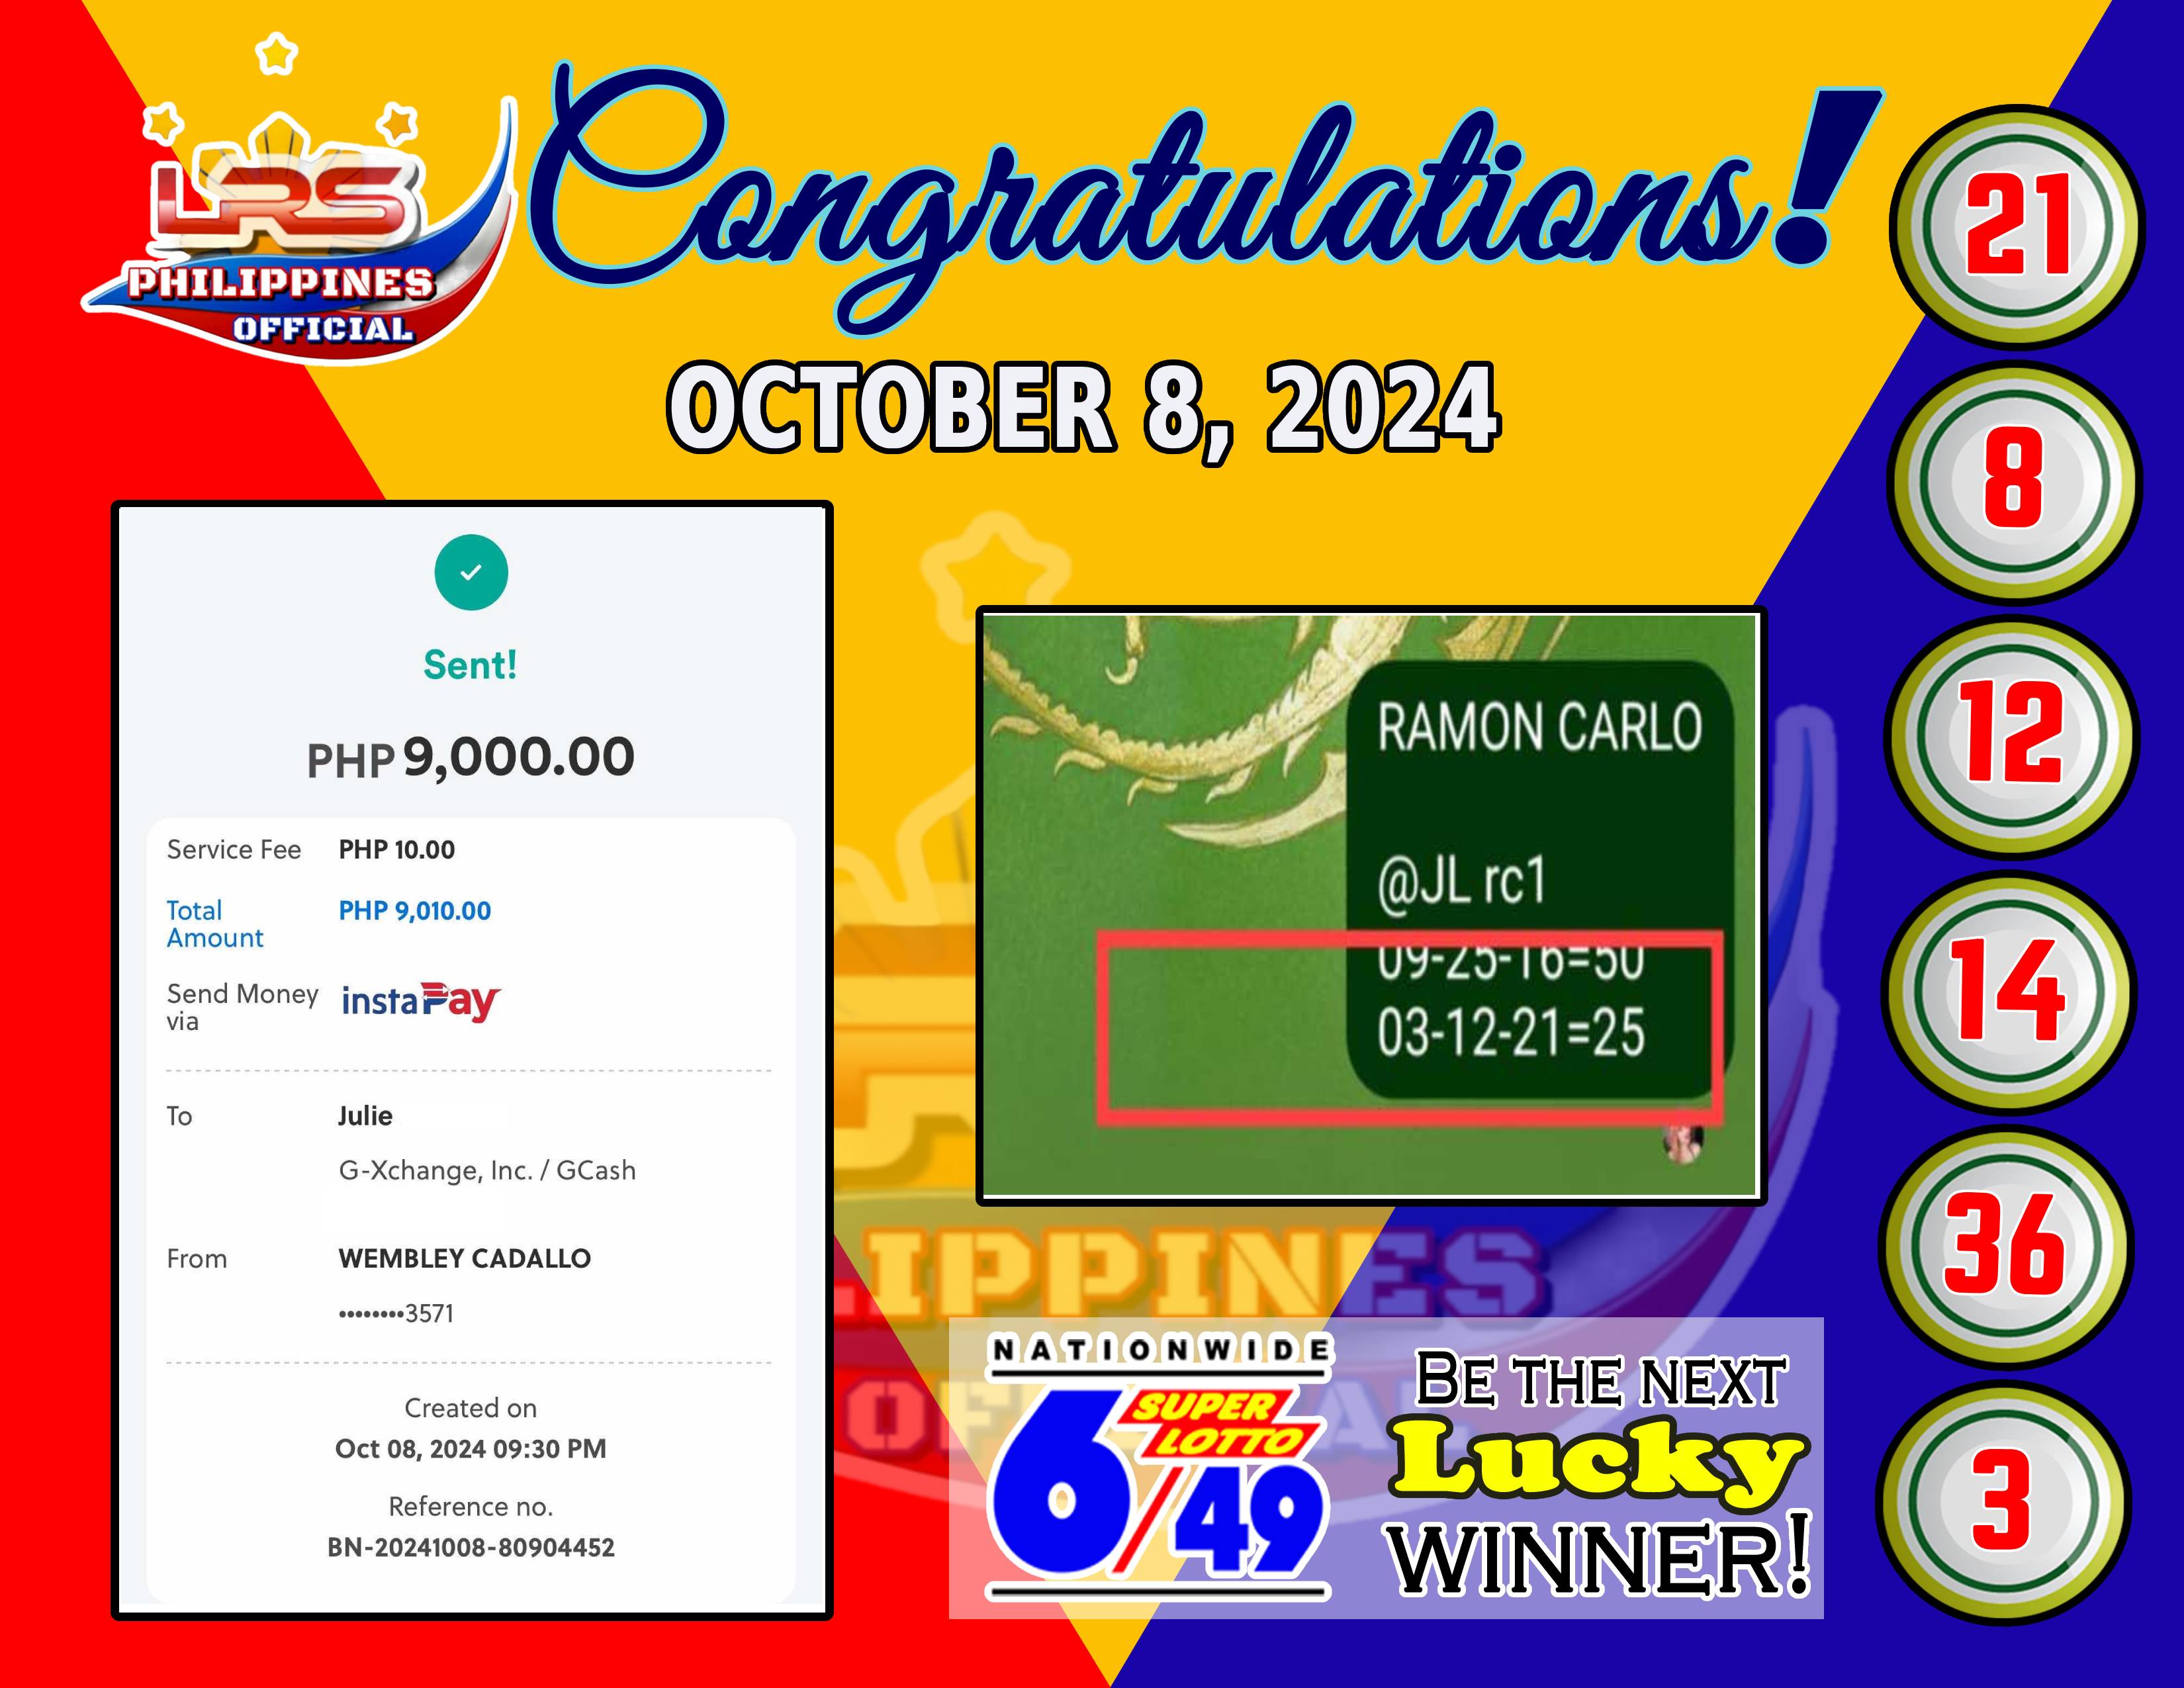 LRS
PHILIPPINES
OFFICIAL
Congratulations!
OCTOBER 8, 2024
Sent!
PHP 9,000.00
Service Fee PHP 10.00
Total Amount PHP 9,010.00
Send Money via instaPay
To Julie
G-Xchange, Inc. / GCash
From WEMBLEY CADALLO
••••••••3571
Created on
Oct 08, 2024 09:30 PM
Reference no.
BN-20241008-80904452
RAMON CARLO
@JL rc1
09-25-16=50
03-12-21=25
LIPPINES
NATIONWIDE
SUPER
LOTTO
6/49
BE THE NEXT
Lucky
WINNER!
21
8
12
14
36
3